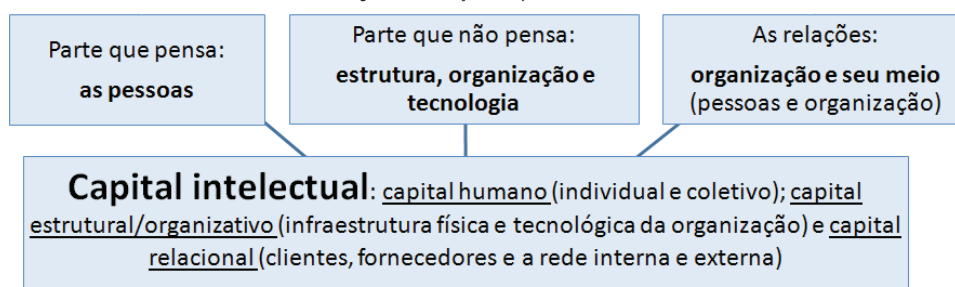 Parte que pensa:
as pessoas
Parte que não pensa:
estrutura, organização e
tecnologia
As relações:
organização e seu meio
(pessoas e organização)
Capital intelectual: capital humano (individual e coletivo); capital
estrutural/organizativo (infraestrutura física e tecnológica da organização) e capital
relacional (clientes, fornecedores e a rede interna e externa)